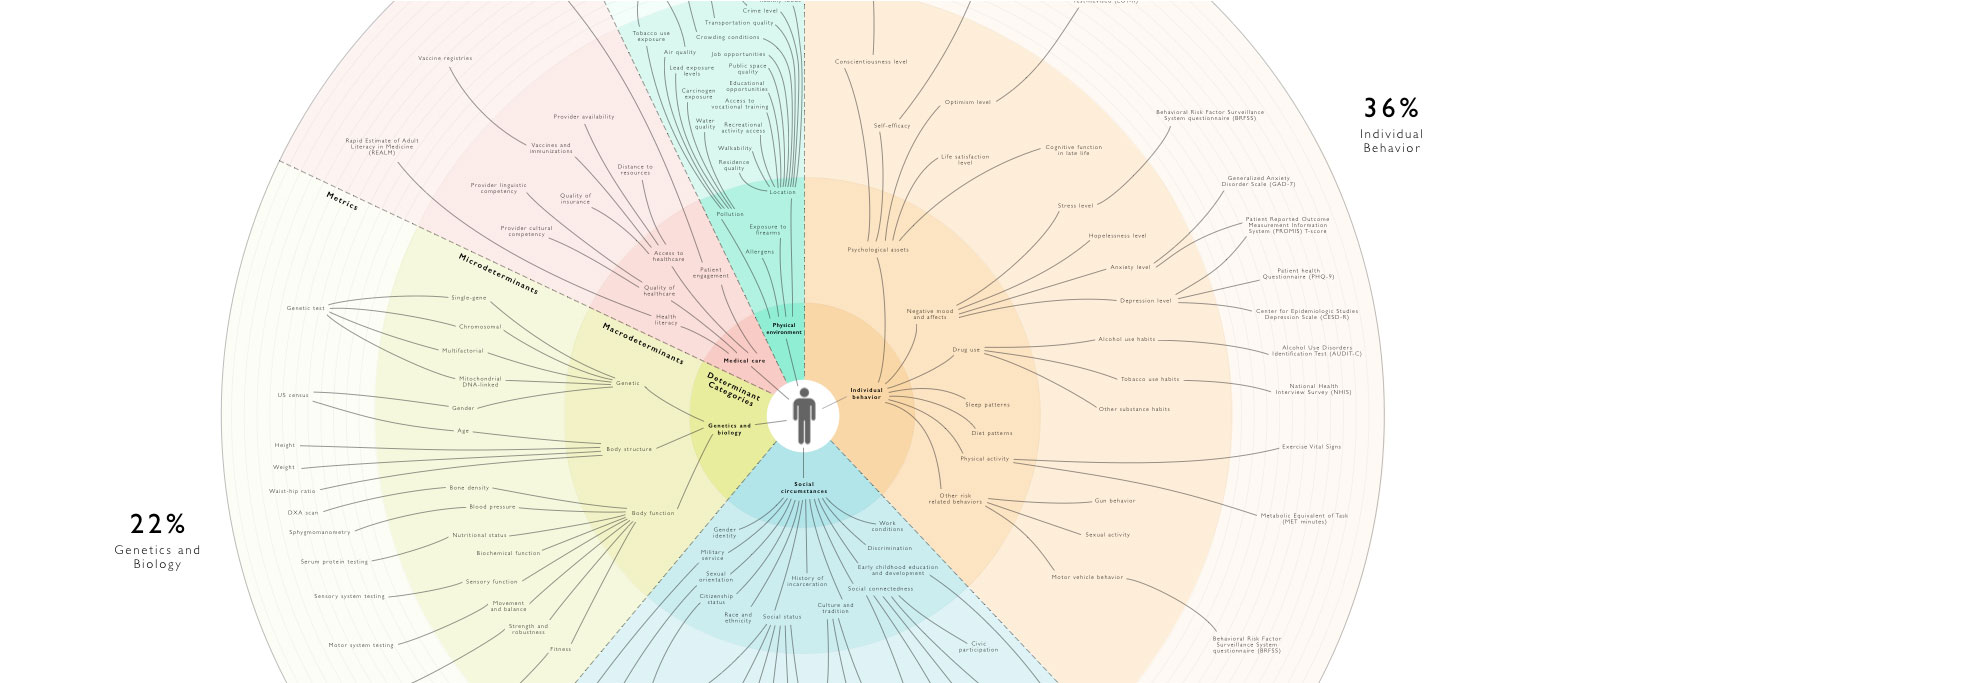 Crime level
Transportation quality
Tobacco use
exposure
Crowding conditions
Air quality
Job opportunities
Lead exposure
levels
Public space
quality
Carcinogen
exposure
Educational
opportunities
Access to
vocational training
Water
quality
Recreational
activity access
Walkability
Residence
quality
Location
Pollution
Exposure to
firearms
Allergens
Physical
environment
Vaccine registries
Rapid Estimate of Adult
Literacy in Medicine
(REALM)
Provider availability
Vaccines and
immunizations
Distance to
resources
Provider linguistic
competency
Quality of
insurance
Provider cultural
competency
Access to
healthcare
Patient
engagement
Quality of
healthcare
Health
literacy
Medical care
Metrics
Microdeterminants
Macrodeterminants
Determinant
Categories
36%
Individual
Behavior
Conscientiousness level
Optimism level
Self-efficacy
Life satisfaction
level
Cognitive function
in late life
Psychological assets
Behavioral Risk Factor Surveillance
System questionnaire (BRFSS)
Stress level
Generalized Anxiety
Disorder Scale (GAD-7)
Hopelessness level
Patient Reported Outcome
Measurement Information
System (PROMIS) T-score
Anxiety level
Patient health
Questionnaire (PHQ-9)
Depression level
Negative mood
and affects
Center for Epidemiologic Studies
Depression Scale (CESD-R)
Drug use
Alcohol use habits
Alcohol Use Disorders
Identification Test (AUDIT-C)
Tobacco use habits
National Health
Interview Survey (NHIS)
Other substance habits
Individual
behavior
Sleep patterns
Diet patterns
Physical activity
Exercise Vital Signs
Metabolic Equivalent of Task
(MET minutes)
Other risk
related behaviors
Gun behavior
Sexual activity
Motor vehicle behavior
Behavioral Risk Factor
Surveillance System
questionnaire (BRFSS)
22%
Genetics and
Biology
Genetics and
biology
Genetic test
Single-gene
Chromosomal
Multifactorial
Mitochondrial
DNA-linked
Genetic
US census
Gender
Age
Height
Body structure
Weight
Waist-hip ratio
Bone density
DXA scan
Blood pressure
Body function
Sphygmomanometry
Nutritional status
Biochemical function
Serum protein testing
Sensory function
Sensory system testing
Movement
and balance
Strength and
robustness
Motor system testing
Fitness
Social
circumstances
Gender
identity
Work
conditions
Military
service
Discrimination
Sexual
orientation
History of
incarceration
Early childhood education
and development
Citizenship
status
Social connectedness
Race and
ethnicity
Social status
Culture and
tradition
Civic
participation